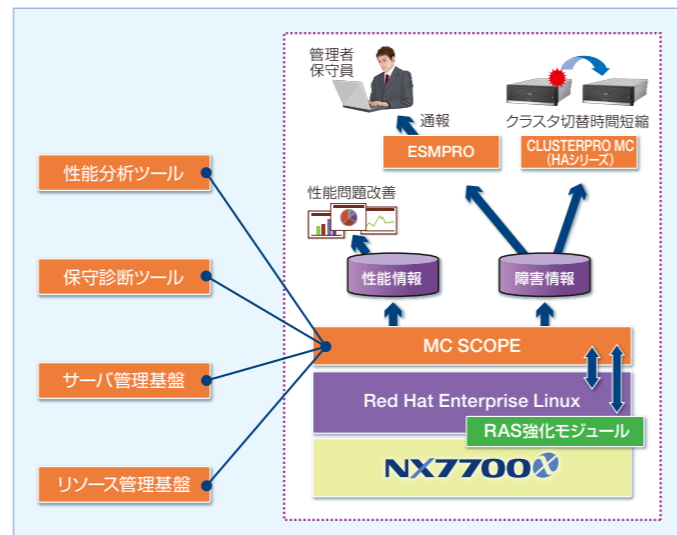 管理者
保守員
通報
ESMPRO
クラスタ切替時間短縮
CLUSTERPRO MC
(HAシリーズ)
性能分析ツール
性能問題改善
保守診断ツール
性能情報
障害情報
MC SCOPE
サーバ管理基盤
Red Hat Enterprise Linux
RAS強化モジュール
リソース管理基盤
NX7700X